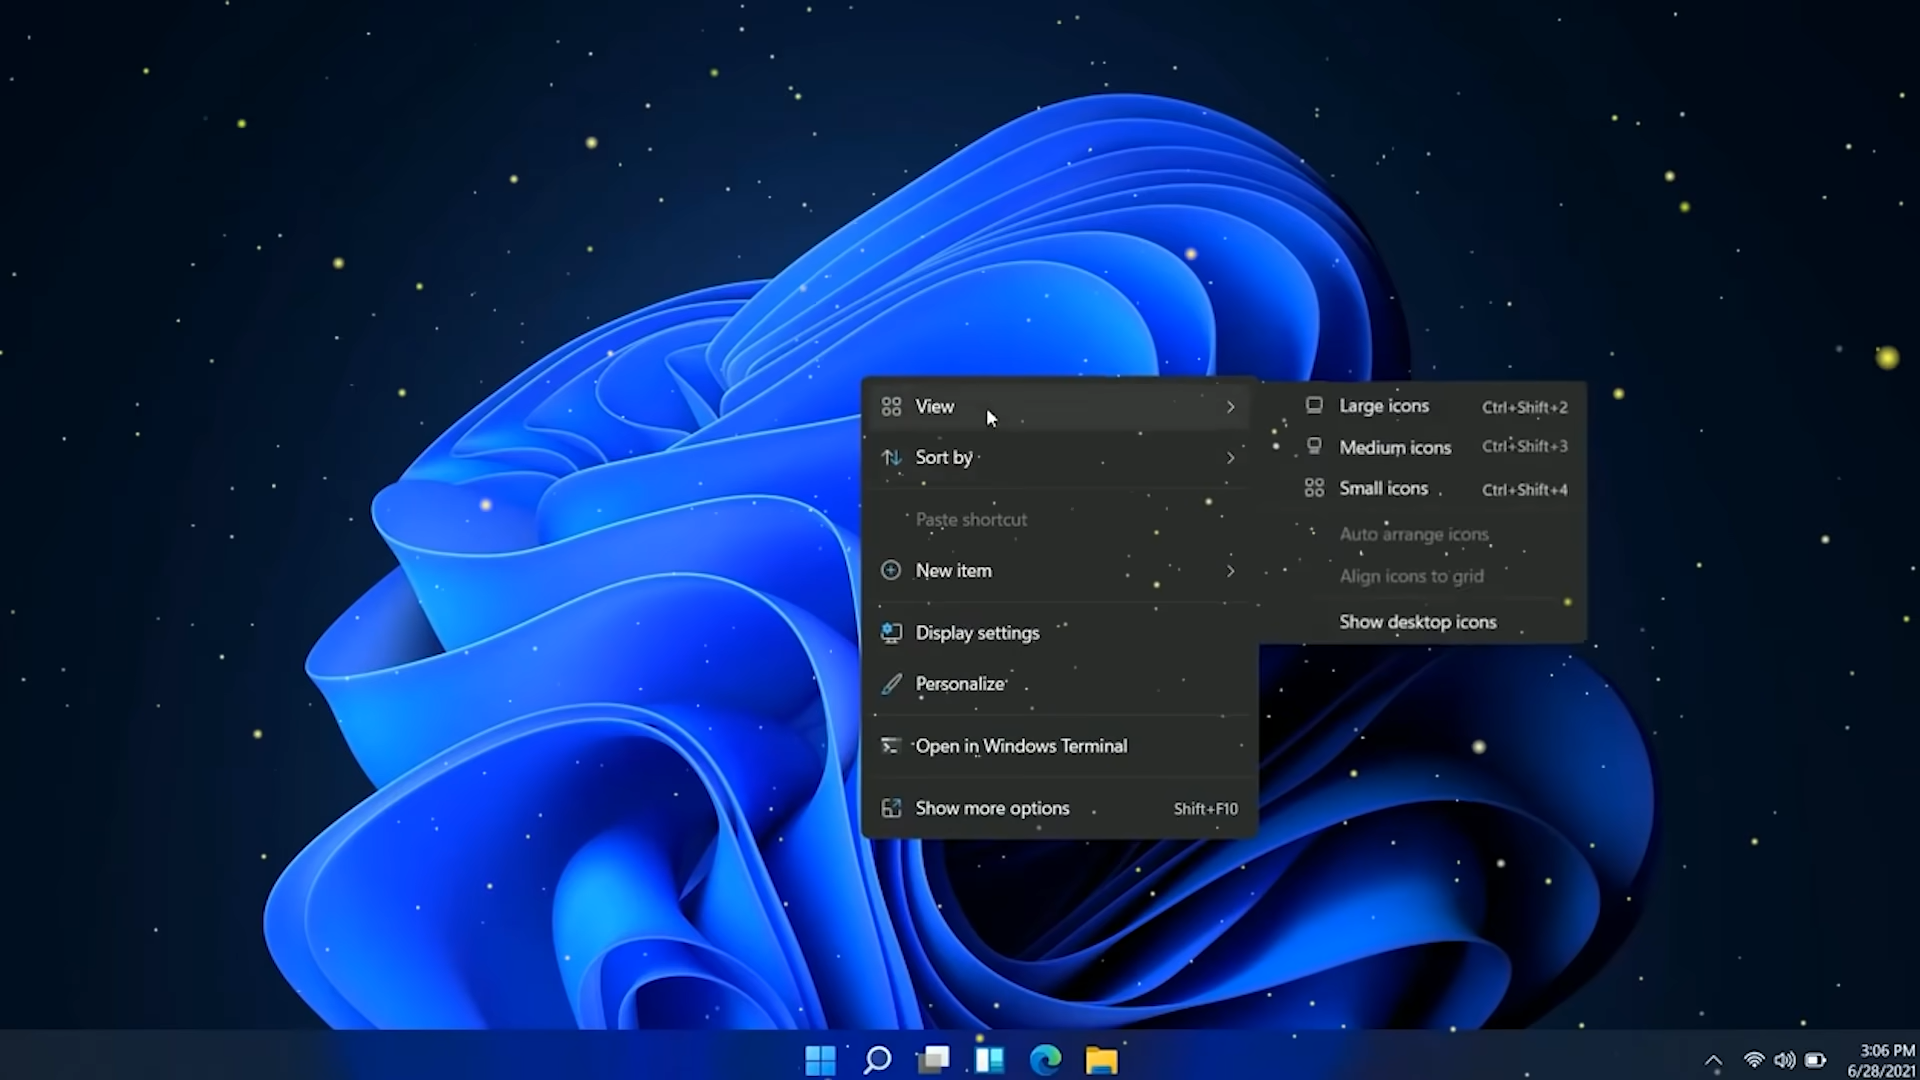 View
Sort by
Paste shortcut
New item
Display settings
Personalize
Open in Windows Terminal
Show more options Shift+F10
Large icons Ctrl+Shift+2
Medium icons Ctrl+Shift+3
Small icons Ctrl+Shift+4
Auto arrange icons
Align icons to grid
Show desktop icons
3:06 PM
6/28/2021